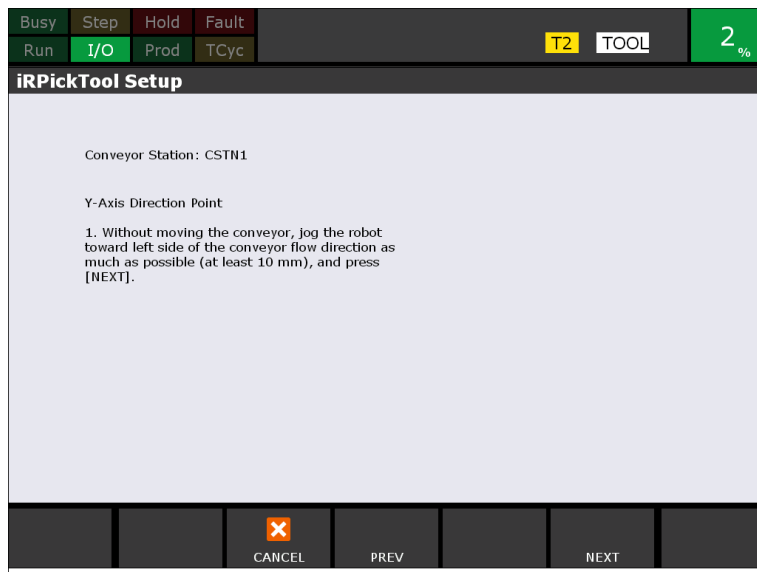 Busy Step Hold Fault
Run I/O Prod TCyc
T2 TOOL
2%
iRPickTool Setup
Conveyor Station: CSTN1
Y-Axis Direction Point
1. Without moving the conveyor, jog the robot
toward left side of the conveyor flow direction as
much as possible (at least 10 mm), and press
[NEXT].
CANCEL PREV NEXT